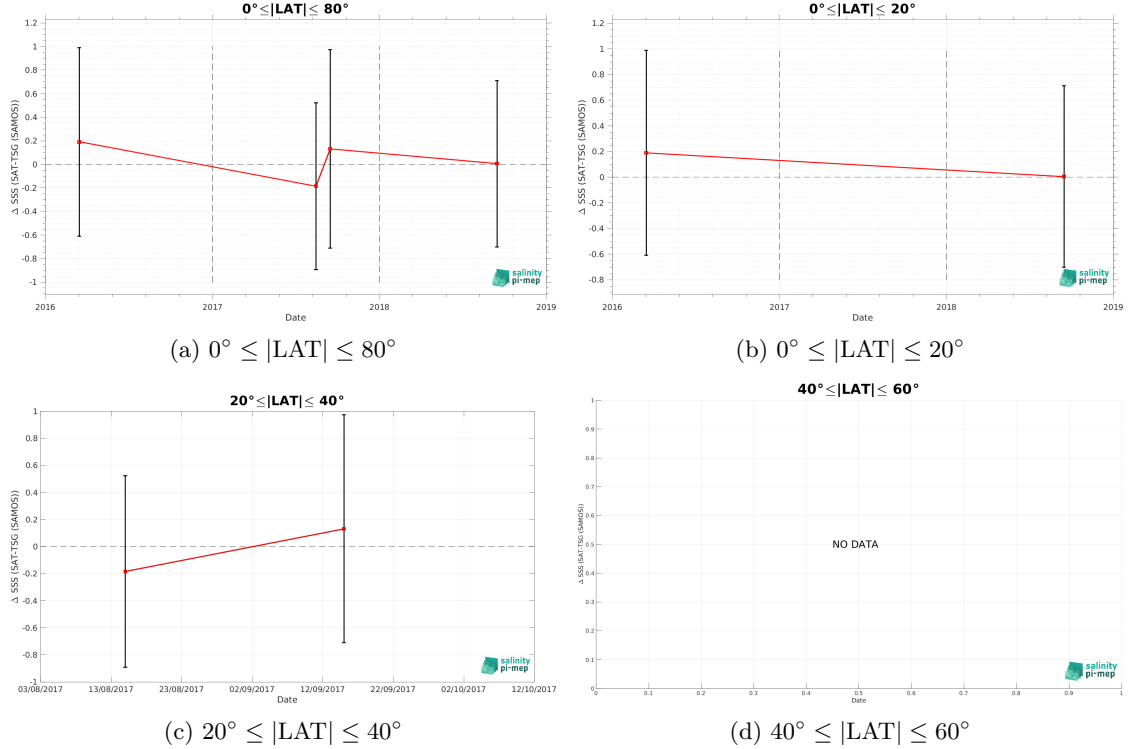 0°≤|LAT|≤ 80°
1.2
1
0.8
0.6
0.4
0.2
0
-0.2
-0.4
-0.6
-0.8
-1
Δ SSS (SAT-TSG (SAMOS))
2016 2017 2018 2019
Date
salinity
pi-mep
(a) 0° ≤ |LAT| ≤ 80°
0°≤|LAT|≤ 20°
1.2
1
0.8
0.6
0.4
0.2
0
-0.2
-0.4
-0.6
-0.8
Δ SSS (SAT-TSG (SAMOS))
2016 2017 2018 2019
Date
salinity
pi-mep
(b) 0° ≤ |LAT| ≤ 20°
20°≤|LAT|≤ 40°
1
0.8
0.6
0.4
0.2
0
-0.2
-0.4
-0.6
-0.8
-1
Δ SSS (SAT-TSG (SAMOS))
03/08/2017 13/08/2017 23/08/2017 02/09/2017 12/09/2017 22/09/2017 02/10/2017 12/10/2017
Date
salinity
pi-mep
(c) 20° ≤ |LAT| ≤ 40°
40°≤|LAT|≤ 60°
1
0.9
0.8
0.7
0.6
0.5
0.4
0.3
0.2
0.1
0
Δ SSS (SAT-TSG (SAMOS))
NO DATA
0 0.1 0.2 0.3 0.4 0.5 0.6 0.7 0.8 0.9 1
Date
salinity
pi-mep
(d) 40° ≤ |LAT| ≤ 60°